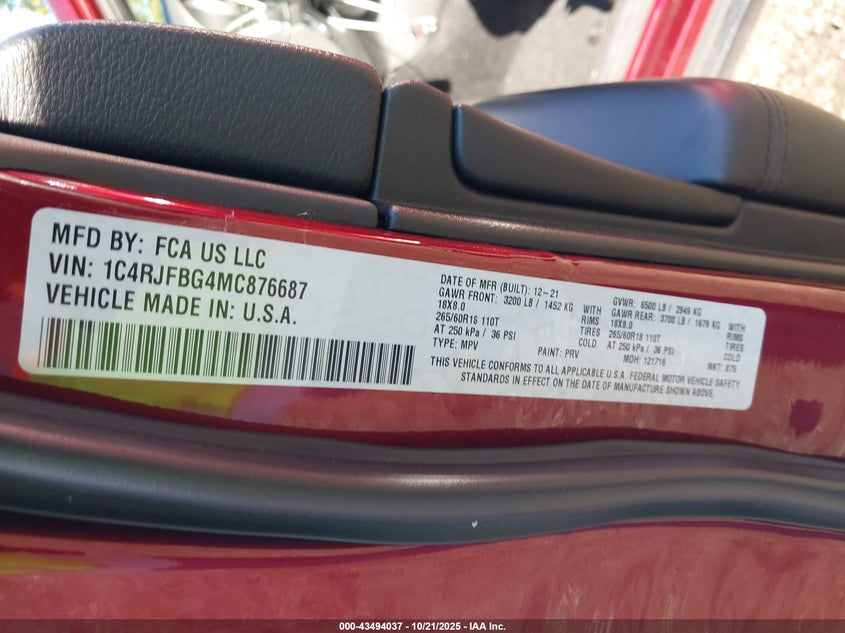 MFD BY: FCA US LLC
VIN: 1C4RJFBG4MC876687
VEHICLE MADE IN: U.S.A.
DATE OF MFR (BUILT): 12-21
GAWR FRONT: 3200 LB / 1452 KG WITH
18X8.0 RIMS
265/60R18 110T TIRES
AT 250 kPa / 36 PSI COLD
TYPE: MPV PAINT: PRV
GVWR: 6500 LB / 2949 KG
GAWR REAR: 3700 LB / 1679 KG WITH
18X8.0 RIMS
265/60R18 110T TIRES
AT 250 kPa / 36 PSI COLD
MDH: 121716 MKT: 875
THIS VEHICLE CONFORMS TO ALL APPLICABLE U.S.A. FEDERAL MOTOR VEHICLE SAFETY
STANDARDS IN EFFECT ON THE DATE OF MANUFACTURE SHOWN ABOVE.
000-43494037 - 10/21/2025 - IAA Inc.